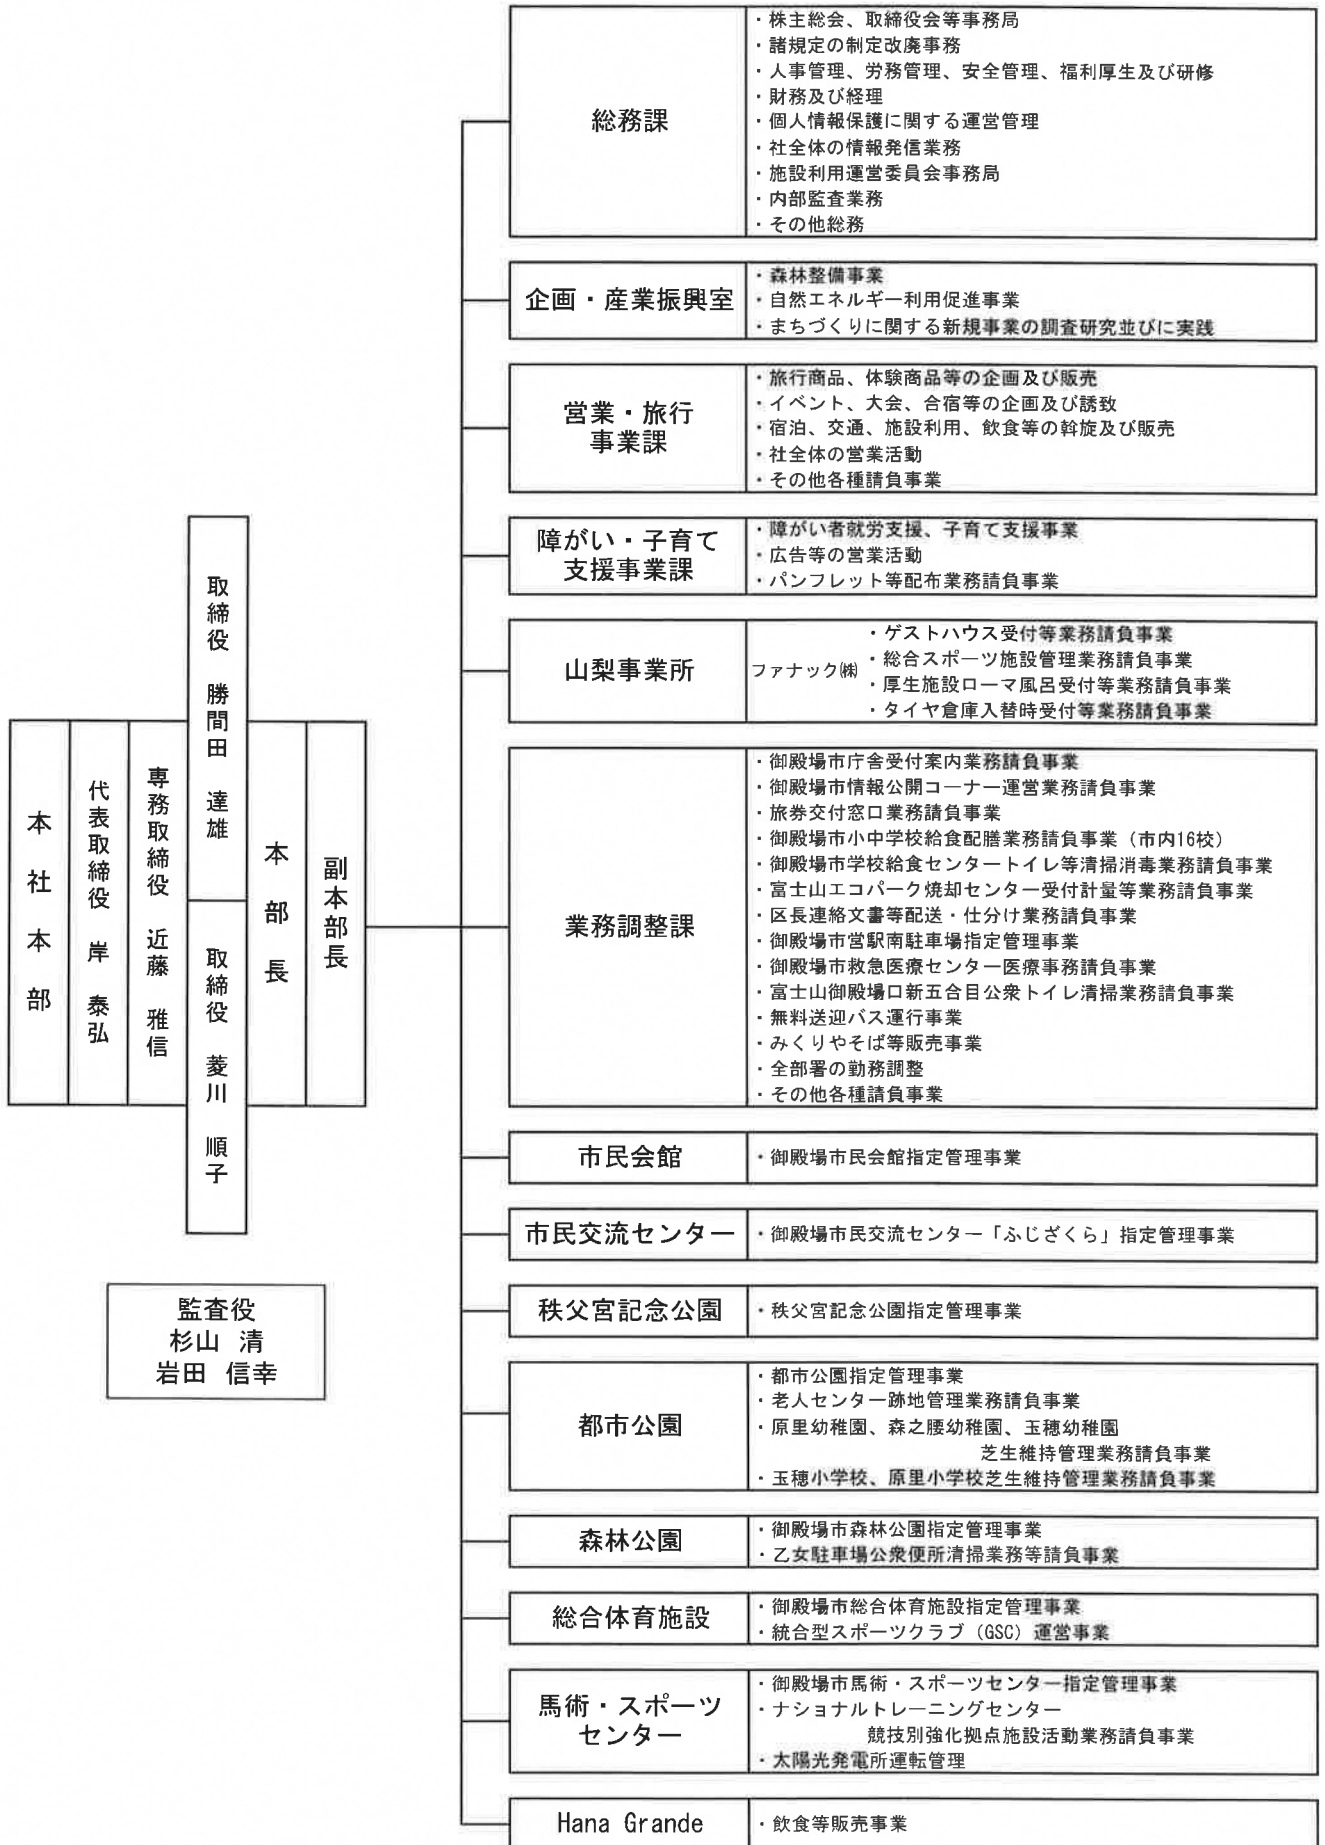 本社本部
代表取締役 岸 泰弘
専務取締役 近藤 雅信
取締役 勝間田 達雄
取締役 菱川 順子
本部長
副本部長
監査役
杉山 清
岩田 信幸
総務課
・株主総会、取締役会等事務局
・諸規定の制定改廃事務
・人事管理、労務管理、安全管理、福利厚生及び研修
・財務及び経理
・個人情報保護に関する運営管理
・社全体の情報発信業務
・施設利用運営委員会事務局
・内部監査業務
・その他総務
企画・産業振興室
・森林整備事業
・自然エネルギー利用促進事業
・まちづくりに関する新規事業の調査研究並びに実践
営業・旅行
事業課
・旅行商品、体験商品等の企画及び販売
・イベント、大会、合宿等の企画及び誘致
・宿泊、交通、施設利用、飲食等の斡旋及び販売
・社全体の営業活動
・その他各種請負事業
障がい・子育て
支援事業課
・障がい者就労支援、子育て支援事業
・広告等の営業活動
・パンフレット等配布業務請負事業
山梨事業所
ファナック㈱
・ゲストハウス受付等業務請負事業
・総合スポーツ施設管理業務請負事業
・厚生施設ローマ風呂受付等業務請負事業
・タイヤ倉庫入替時受付等業務請負事業
業務調整課
・御殿場市庁舎受付案内業務請負事業
・御殿場市情報公開コーナー運営業務請負事業
・旅券交付窓口業務請負事業
・御殿場市小中学校給食配膳業務請負事業（市内16校）
・御殿場市学校給食センタートイレ等清掃消毒業務請負事業
・富士山エコパーク焼却センター受付計量等業務請負事業
・区長連絡文書等配送・仕分け業務請負事業
・御殿場市営駅南駐車場指定管理事業
・御殿場市救急医療センター医療事務請負事業
・富士山御殿場口新五合目公衆トイレ清掃業務請負事業
・無料送迎バス運行事業
・みくりやそば等販売事業
・全部署の勤務調整
・その他各種請負事業
市民会館
・御殿場市民会館指定管理事業
市民交流センター
・御殿場市民交流センター「ふじざくら」指定管理事業
秩父宮記念公園
・秩父宮記念公園指定管理事業
都市公園
・都市公園指定管理事業
・老人センター跡地管理業務請負事業
・原里幼稚園、森之腰幼稚園、玉穂幼稚園
芝生維持管理業務請負事業
・玉穂小学校、原里小学校芝生維持管理業務請負事業
森林公園
・御殿場市森林公園指定管理事業
・乙女駐車場公衆便所清掃業務等請負事業
総合体育施設
・御殿場市総合体育施設指定管理事業
・統合型スポーツクラブ（GSC）運営事業
馬術・スポーツ
センター
・御殿場市馬術・スポーツセンター指定管理事業
・ナショナルトレーニングセンター
競技別強化拠点施設活動業務請負事業
・太陽光発電所運転管理
Hana Grande
・飲食等販売事業